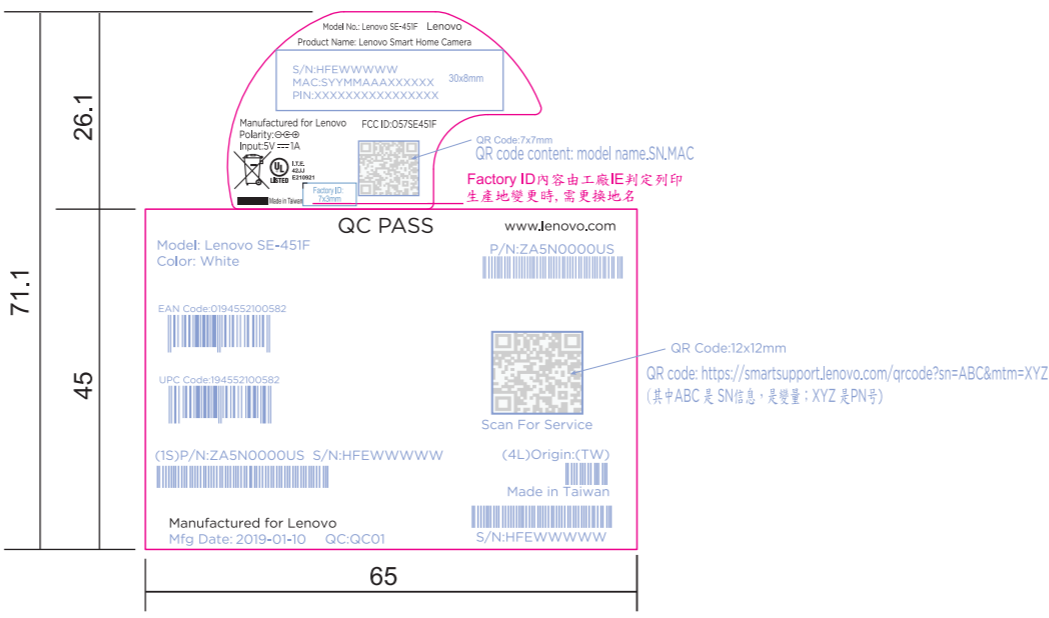 Model No.: Lenovo SE-451F Lenovo
Product Name: Lenovo Smart Home Camera
S/N:HFEWWWWW
MAC:SYYMMAAAXXXXXX
PIN:XXXXXXXXXXXXXXXX
30x8mm
Manufactured for Lenovo FCC ID:O57SE451F
Polarity:
Input:5V 1A
UL
LISTED
I.T.E.
42JJ
E210921
Factory ID:
7x3mm
Made in Taiwan
QR Code:7x7mm
QR code content: model name,SN,MAC
Factory ID內容由工廠IE判定列印
生產地變更時, 需更換地名
26.1
71.1
45
65
QC PASS
www.lenovo.com
Model: Lenovo SE-451F
Color: White
P/N:ZA5N0000US
EAN Code:0194552100582
UPC Code:194552100582
Scan For Service
QR Code:12x12mm
QR code: https://smartsupport.lenovo.com/qrcode?sn=ABC&mtm=XYZ
(其中ABC 是 SN信息，是變量；XYZ 是PN号)
(1S)P/N:ZA5N0000US S/N:HFEWWWWW
(4L)Origin:(TW)
Made in Taiwan
Manufactured for Lenovo
Mfg Date: 2019-01-10 QC:QC01
S/N:HFEWWWWW